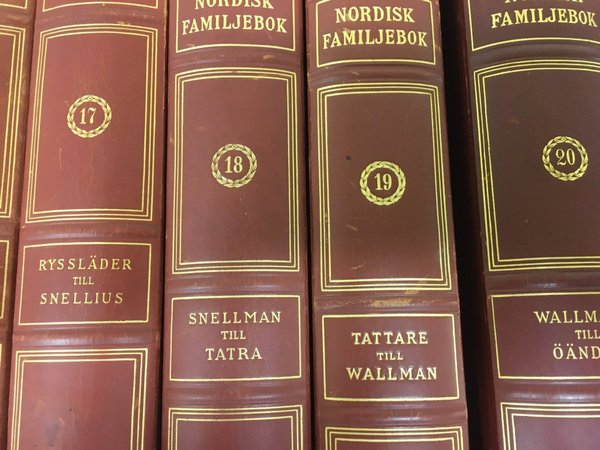 17
RYSSLÄDER
TILL
SNELLIUS
NORDISK
FAMILJEBOK
18
SNELLMAN
TILL
TATRA
NORDISK
FAMILJEBOK
19
TATTARE
TILL
WALLMAN
FAMILJEBOK
20